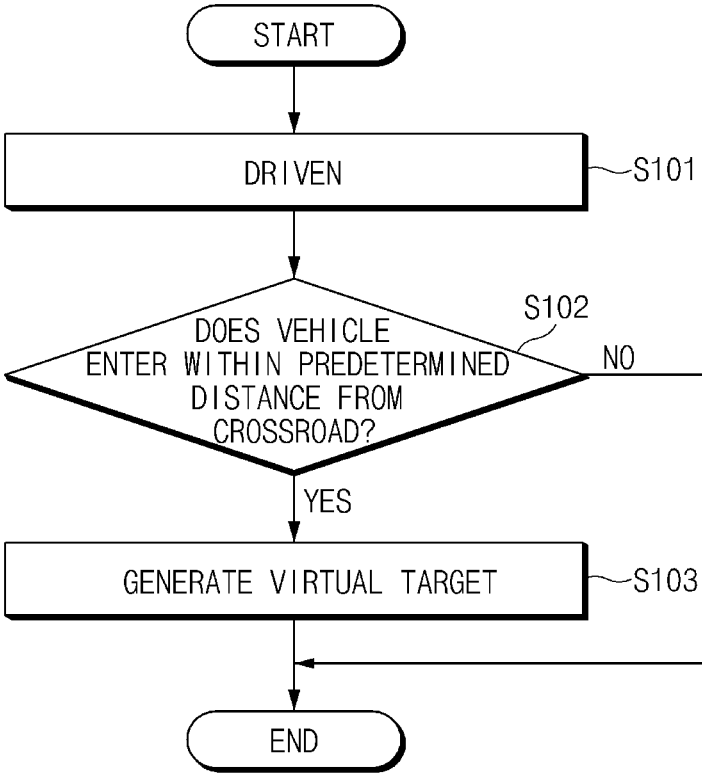 START
DRIVEN
S101
S102
DOES VEHICLE
ENTER WITHIN PREDETERMINED
DISTANCE FROM
CROSSROAD?
NO
YES
GENERATE VIRTUAL TARGET
S103
END